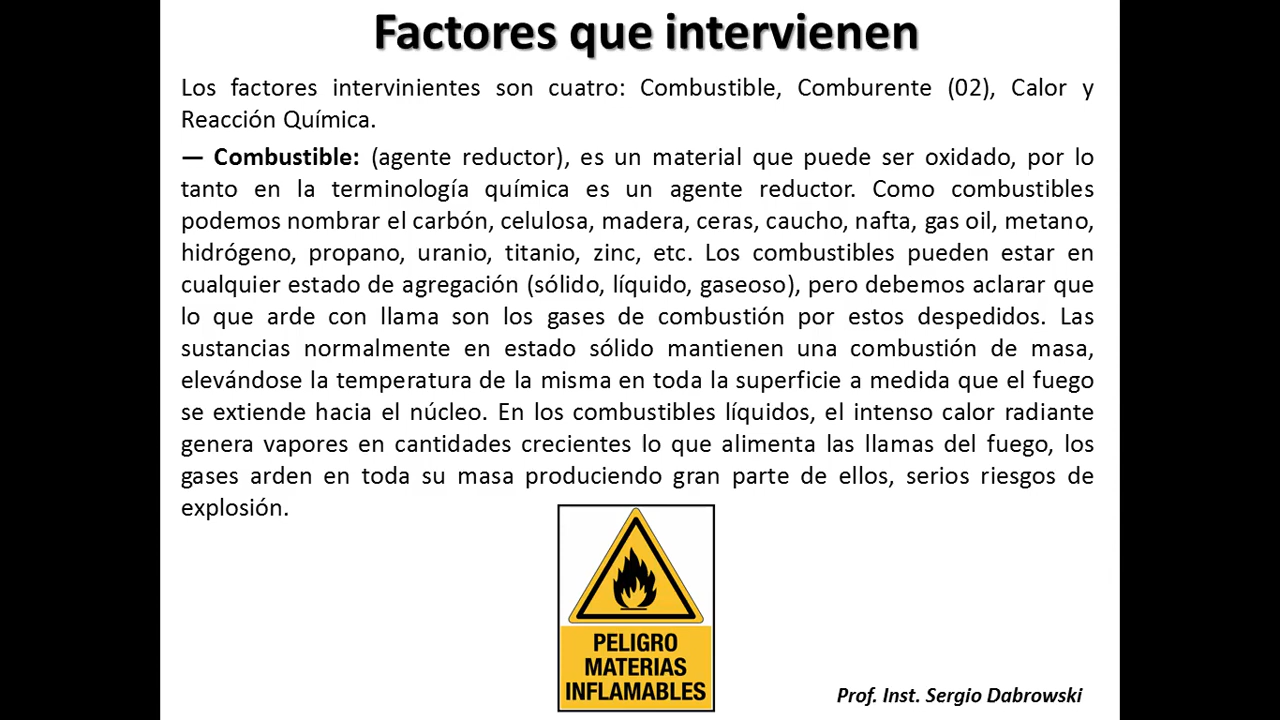 Factores que intervienen
Los factores intervinientes son cuatro: Combustible, Comburente (02), Calor y
Reacción Química.
— Combustible: (agente reductor), es un material que puede ser oxidado, por lo
tanto en la terminología química es un agente reductor. Como combustibles
podemos nombrar el carbón, celulosa, madera, ceras, caucho, nafta, gas oil, metano,
hidrógeno, propano, uranio, titanio, zinc, etc. Los combustibles pueden estar en
cualquier estado de agregación (sólido, líquido, gaseoso), pero debemos aclarar que
lo que arde con llama son los gases de combustión por estos despedidos. Las
sustancias normalmente en estado sólido mantienen una combustión de masa,
elevándose la temperatura de la misma en toda la superficie a medida que el fuego
se extiende hacia el núcleo. En los combustibles líquidos, el intenso calor radiante
genera vapores en cantidades crecientes lo que alimenta las llamas del fuego, los
gases arden en toda su masa produciendo gran parte de ellos, serios riesgos de
explosión.
PELIGRO
MATERIAS
INFLAMABLES
Prof. Inst. Sergio Dabrowski